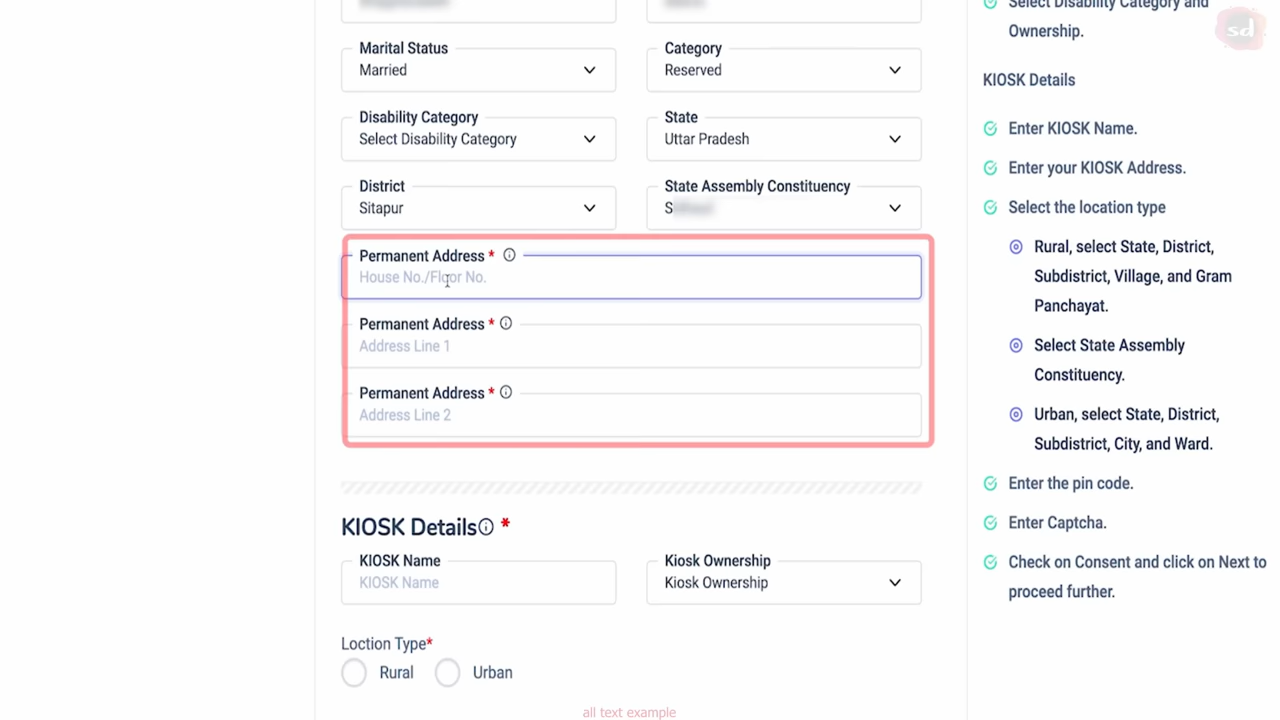 Marital Status
Married
Category
Reserved
Disability Category
Select Disability Category
State
Uttar Pradesh
District
Sitapur
State Assembly Constituency
Permanent Address *
House No./Floor No.
Permanent Address *
Address Line 1
Permanent Address *
Address Line 2
KIOSK Details *
KIOSK Name
KIOSK Name
Kiosk Ownership
Kiosk Ownership
Loction Type*
Rural
Urban
Select Disability Category and
Ownership.
KIOSK Details
Enter KIOSK Name.
Enter your KIOSK Address.
Select the location type
Rural, select State, District,
Subdistrict, Village, and Gram
Panchayat.
Select State Assembly
Constituency.
Urban, select State, District,
Subdistrict, City, and Ward.
Enter the pin code.
Enter Captcha.
Check on Consent and click on Next to
proceed further.
sd
all text example